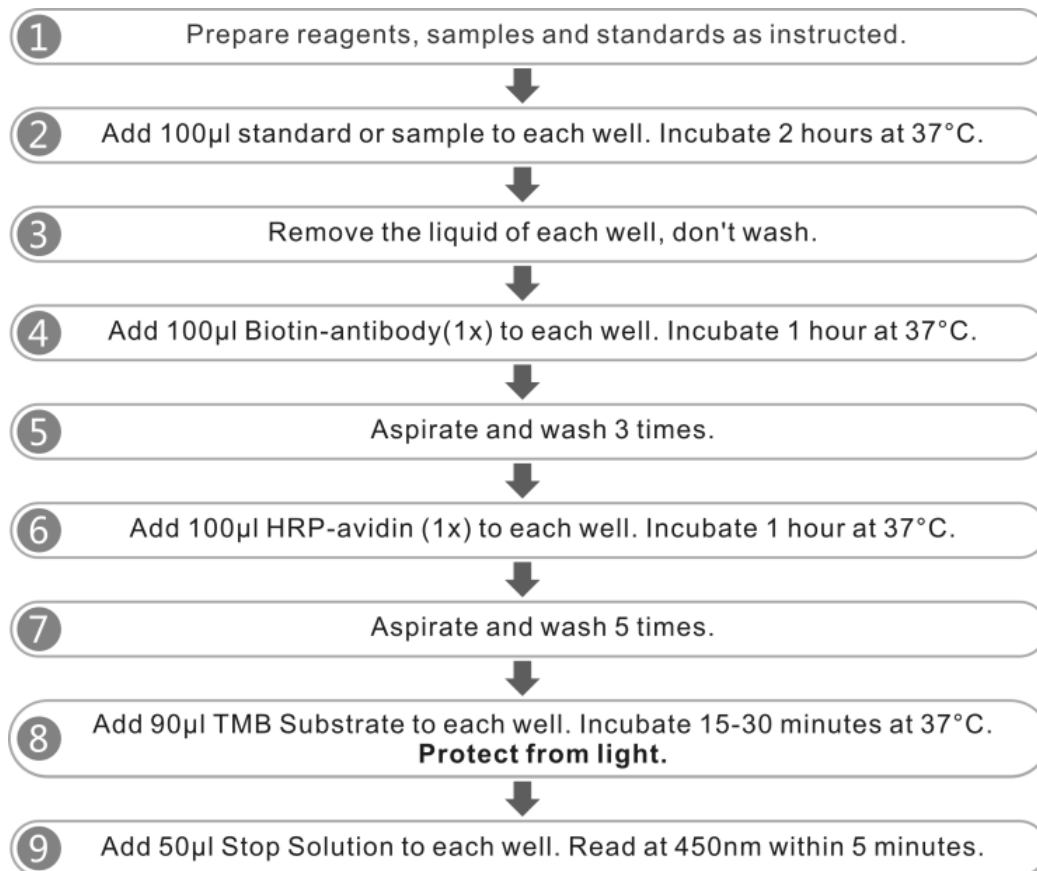 1 Prepare reagents, samples and standards as instructed.
2 Add 100µl standard or sample to each well. Incubate 2 hours at 37°C.
3 Remove the liquid of each well, don't wash.
4 Add 100µl Biotin-antibody(1x) to each well. Incubate 1 hour at 37°C.
5 Aspirate and wash 3 times.
6 Add 100µl HRP-avidin (1x) to each well. Incubate 1 hour at 37°C.
7 Aspirate and wash 5 times.
8 Add 90µl TMB Substrate to each well. Incubate 15-30 minutes at 37°C.
Protect from light.
9 Add 50µl Stop Solution to each well. Read at 450nm within 5 minutes.